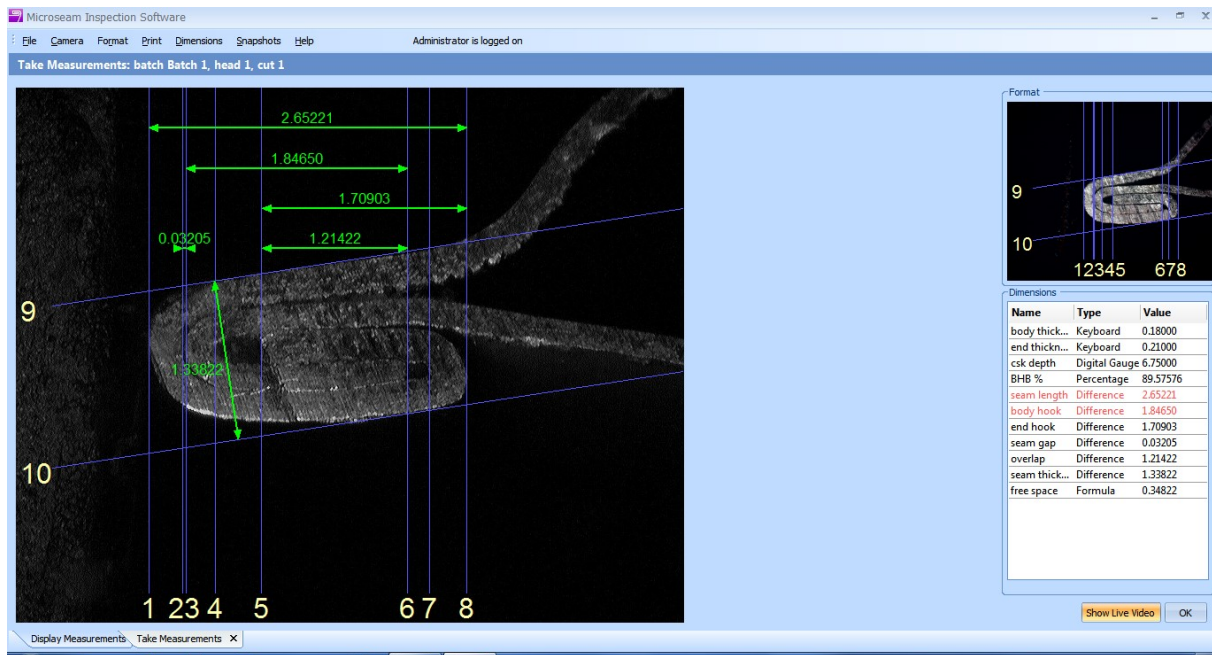 Microseam Inspection Software
File Camera Format Print Dimensions Snapshots Help Administrator is logged on
Take Measurements: batch Batch 1, head 1, cut 1
2.65221
1.84650
1.70903
0.03205 1.21422
9
1.33822
10
1 2 3 4 5 6 7 8
Format
9
10
12345 678
Dimensions
Name Type Value
body thick... Keyboard 0.18000
end thickn... Keyboard 0.21000
csk depth Digital Gauge 6.75000
BHB % Percentage 89.57576
seam length Difference 2.65221
body hook Difference 1.84650
end hook Difference 1.70903
seam gap Difference 0.03205
overlap Difference 1.21422
seam thick... Difference 1.33822
free space Formula 0.34822
Show Live Video OK
Display Measurements Take Measurements X